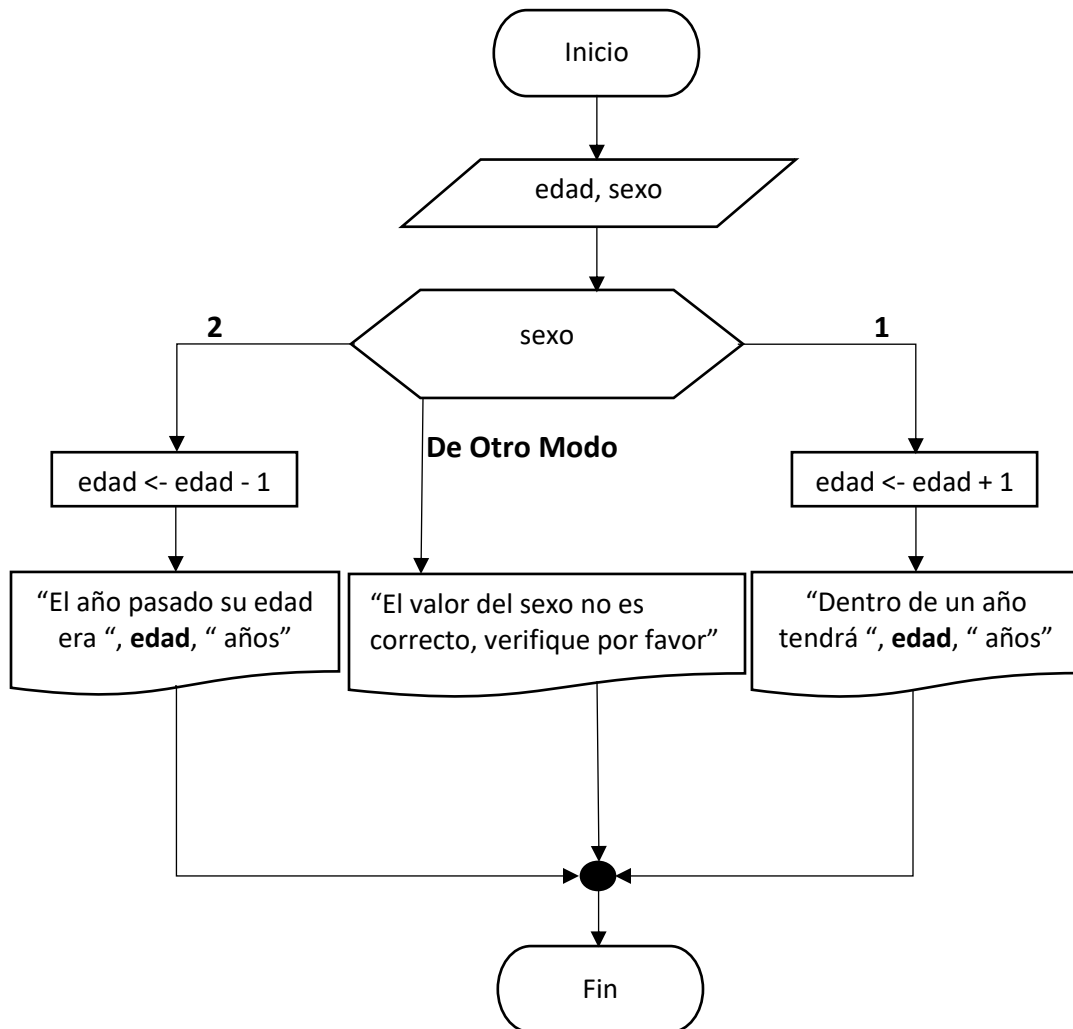 Inicio
edad, sexo
sexo
2
1
De Otro Modo
edad <- edad - 1
edad <- edad + 1
“El año pasado su edad
era “, edad, “ años”
“El valor del sexo no es
correcto, verifique por favor”
“Dentro de un año
tendrá “, edad, “ años”
Fin